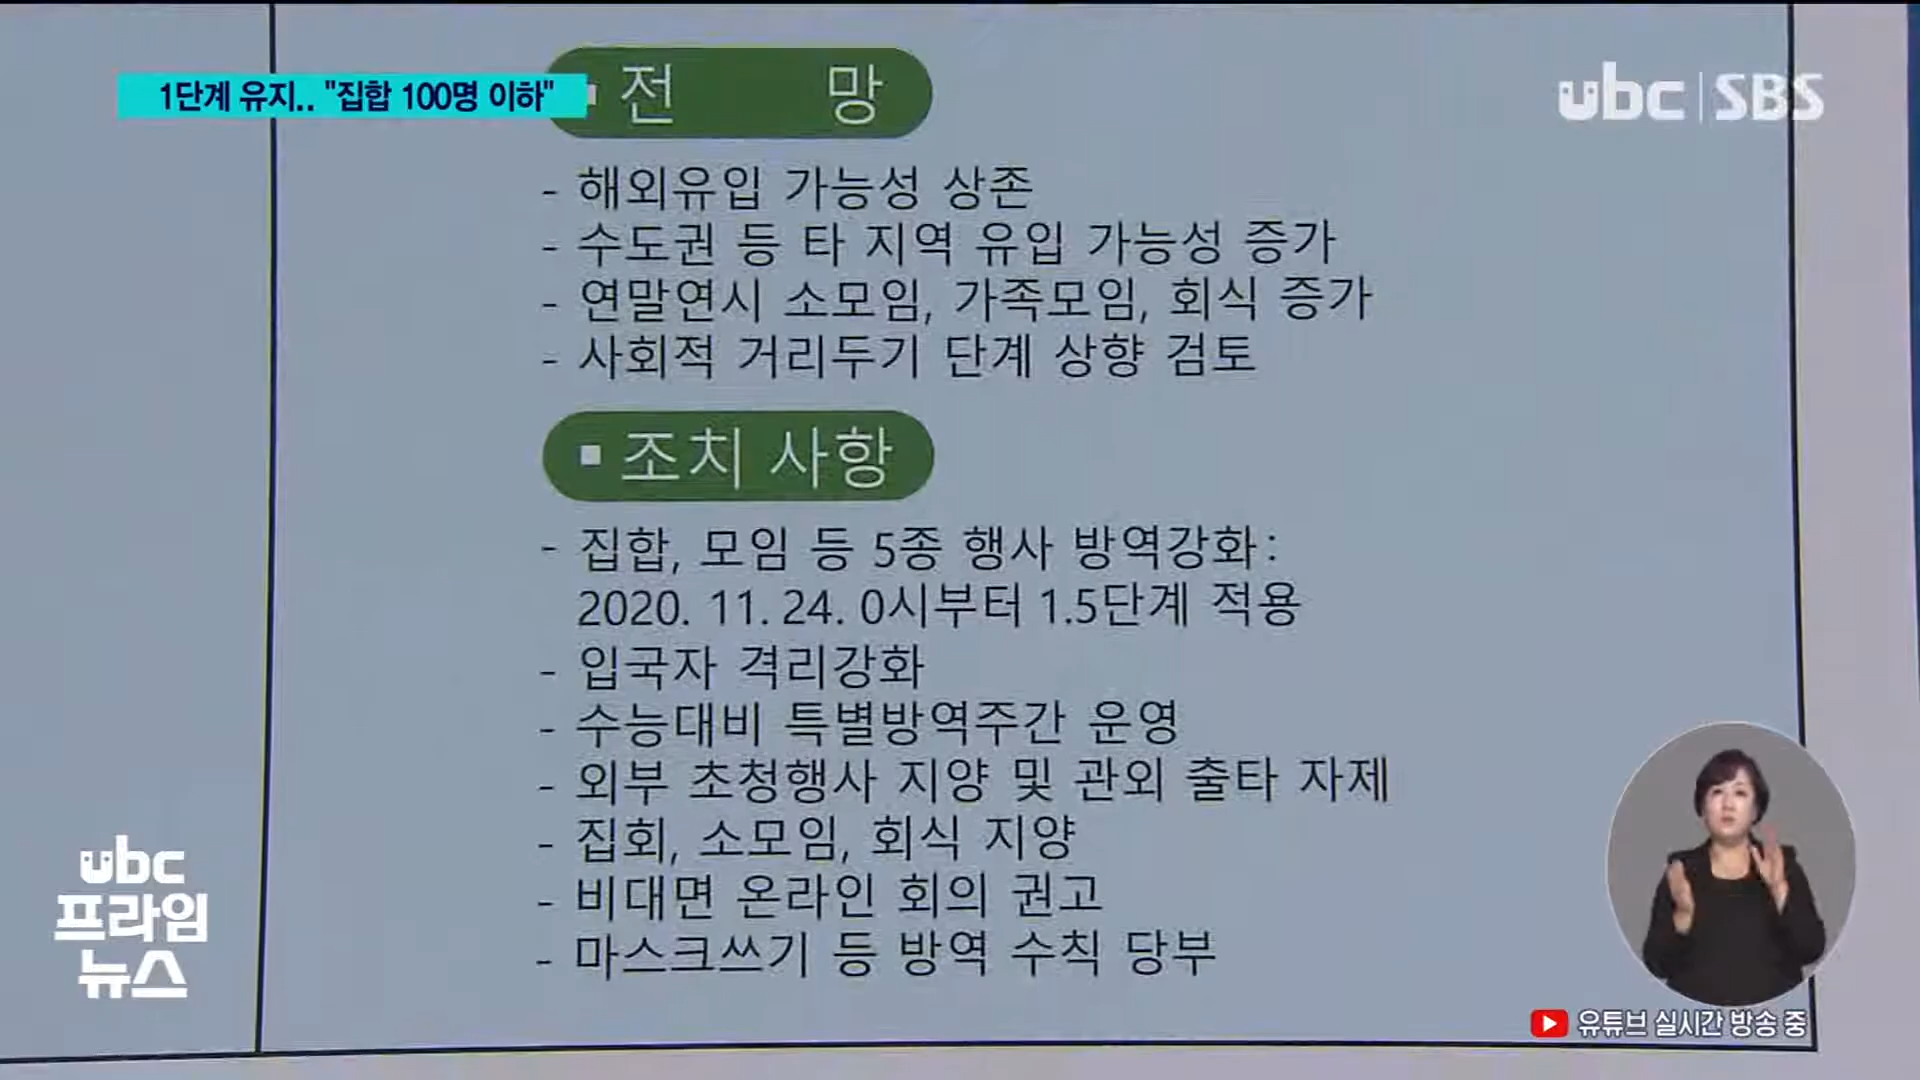 1단계 유지.. "집합 100명 이하"
ubc SBS
▪ 전 망
- 해외유입 가능성 상존
- 수도권 등 타 지역 유입 가능성 증가
- 연말연시 소모임, 가족모임, 회식 증가
- 사회적 거리두기 단계 상향 검토
▪ 조치 사항
- 집합, 모임 등 5종 행사 방역강화:
2020. 11. 24. 0시부터 1.5단계 적용
- 입국자 격리강화
- 수능대비 특별방역주간 운영
- 외부 초청행사 지양 및 관외 출타 자제
- 집회, 소모임, 회식 지양
- 비대면 온라인 회의 권고
- 마스크쓰기 등 방역 수칙 당부
ubc
프라임
뉴스
유튜브 실시간 방송 중